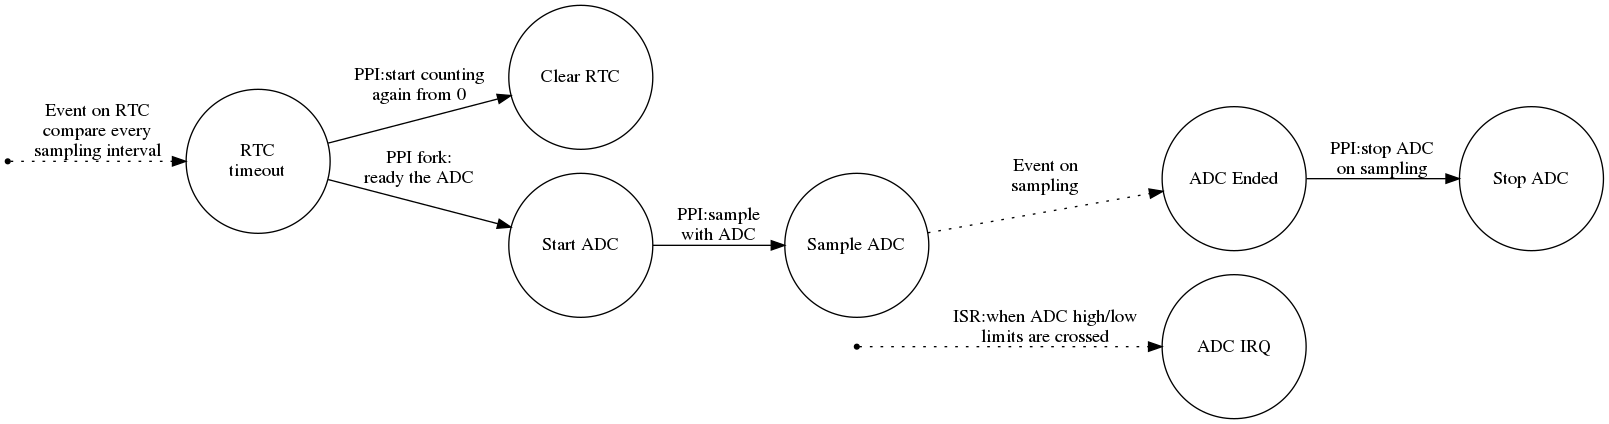 Event on RTC
compare every
sampling interval
RTC
timeout
PPI:start counting
again from 0
PPI fork:
ready the ADC
Clear RTC
Start ADC
PPI:sample
with ADC
Sample ADC
Event on
sampling
ISR:when ADC high/low
limits are crossed
ADC Ended
ADC IRQ
PPI:stop ADC
on sampling
Stop ADC